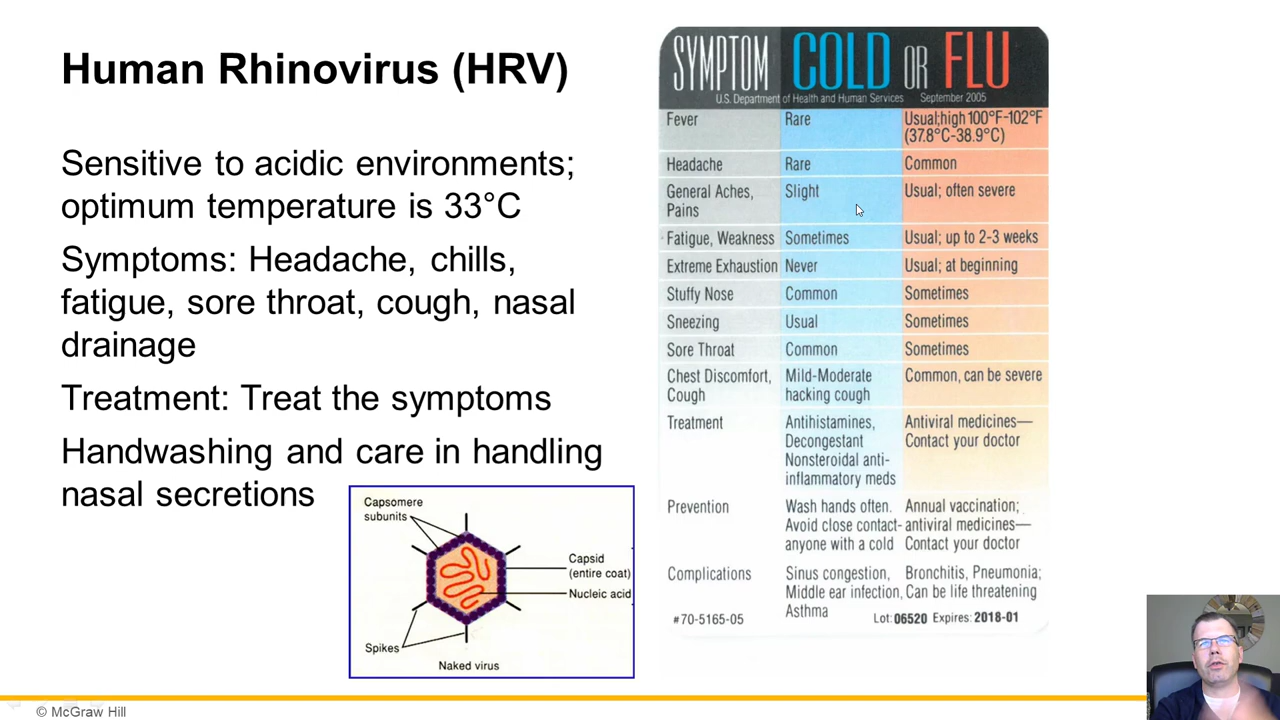 Human Rhinovirus (HRV)
Sensitive to acidic environments;
optimum temperature is 33°C
Symptoms: Headache, chills,
fatigue, sore throat, cough, nasal
drainage
Treatment: Treat the symptoms
Handwashing and care in handling
nasal secretions
Capsomere
subunits
Capsid
(entire coat)
Nucleic acid
Spikes
Naked virus
SYMPTOM COLD OR FLU
U.S. Department of Health and Human Services September 2005
Fever Rare Usual;high 100°F-102°F
(37.8°C-38.9°C)
Headache Rare Common
General Aches, Slight Usual; often severe
Pains
Fatigue, Weakness Sometimes Usual; up to 2-3 weeks
Extreme Exhaustion Never Usual; at beginning
Stuffy Nose Common Sometimes
Sneezing Usual Sometimes
Sore Throat Common Sometimes
Chest Discomfort, Mild-Moderate Common, can be severe
Cough hacking cough
Treatment Antihistamines, Antiviral medicines—
Decongestant Contact your doctor
Nonsteroidal anti-
inflammatory meds
Prevention Wash hands often. Annual vaccination;
Avoid close contact- antiviral medicines—
anyone with a cold Contact your doctor
Complications Sinus congestion, Bronchitis, Pneumonia;
Middle ear infection, Can be life threatening
Asthma
#70-5165-05 Lot: 06520 Expires: 2018-01
© McGraw Hill